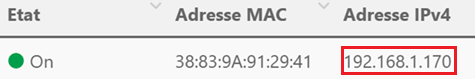 Etat Adresse MAC Adresse IPv4
On 38:83:9A:91:29:41 192.168.1.170